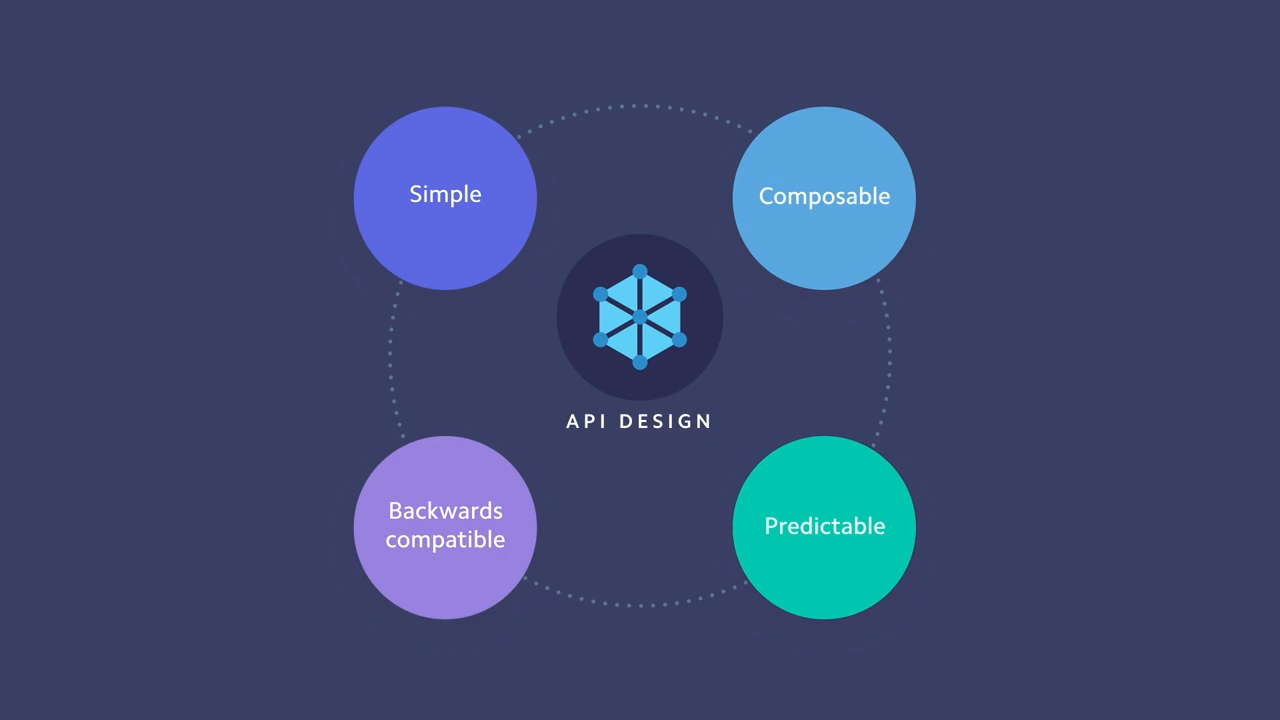 Simple
Composable
API DESIGN
Backwards
compatible
Predictable